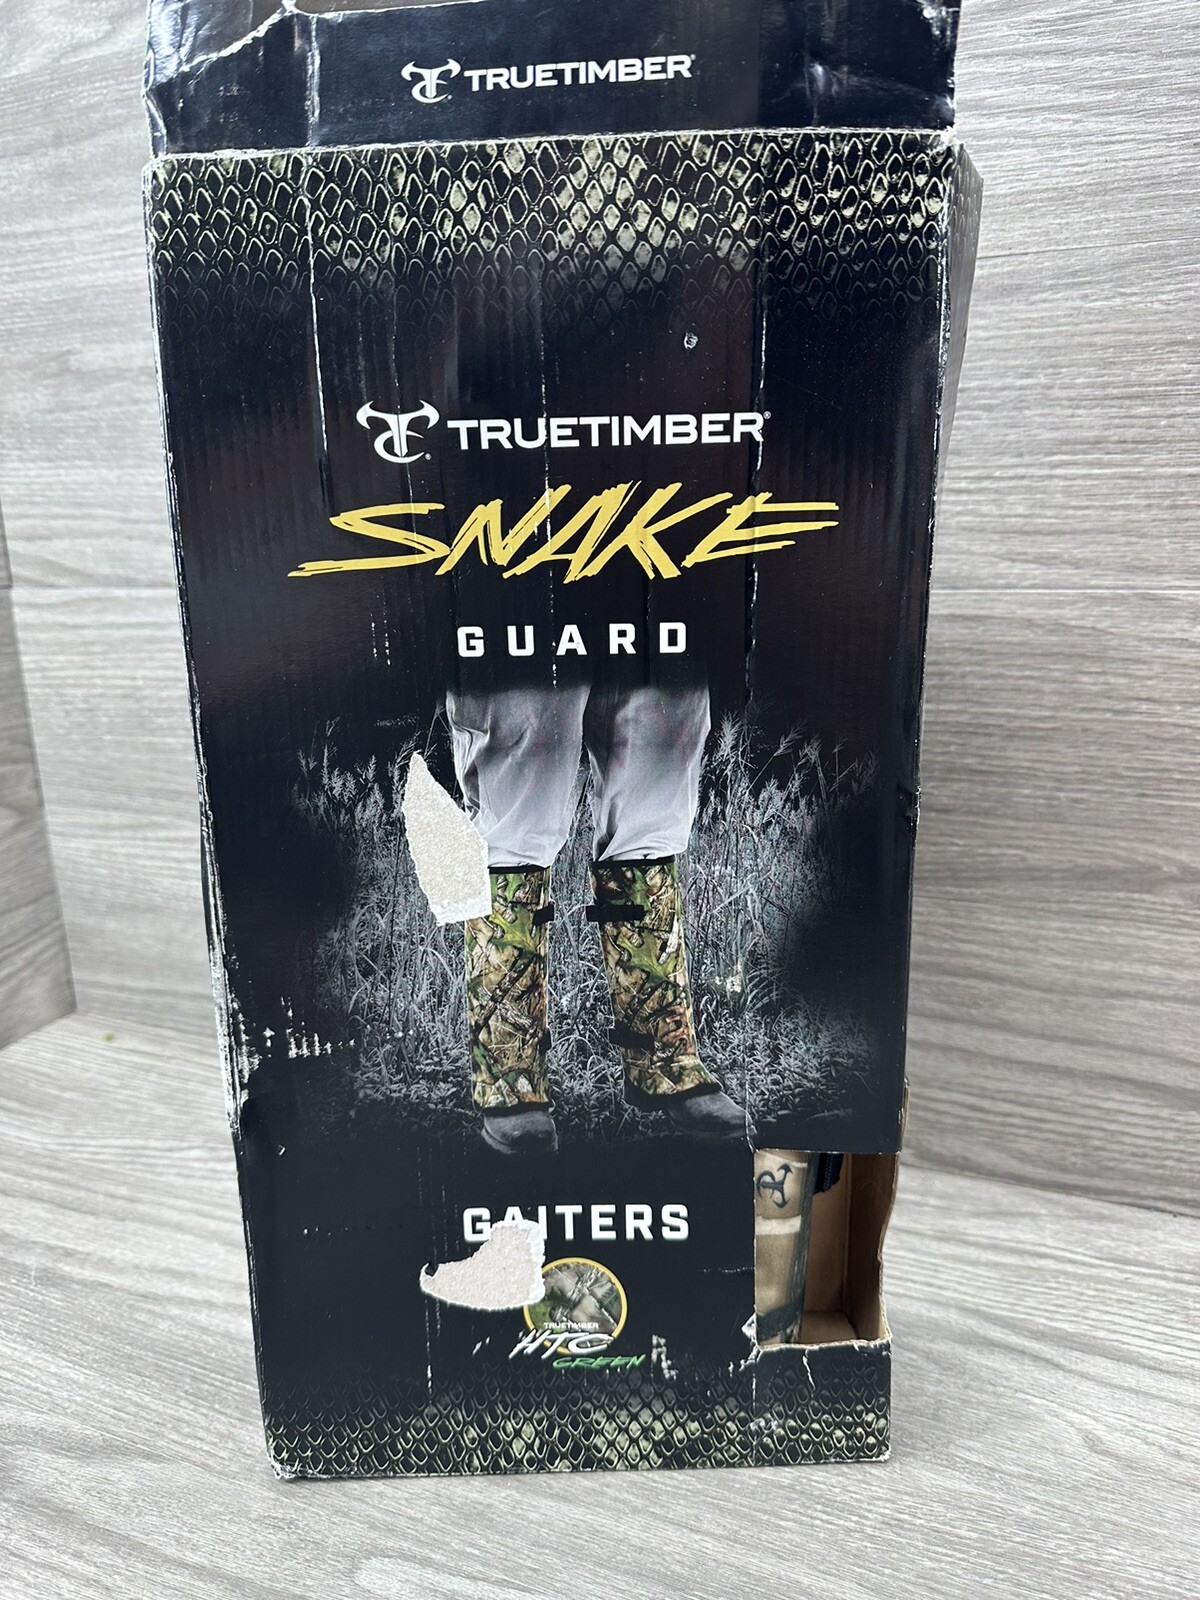 TRUETIMBER®
TRUETIMBER®
SNAKE
GUARD
GAITERS
TRUETIMBER
HTC
GREEN